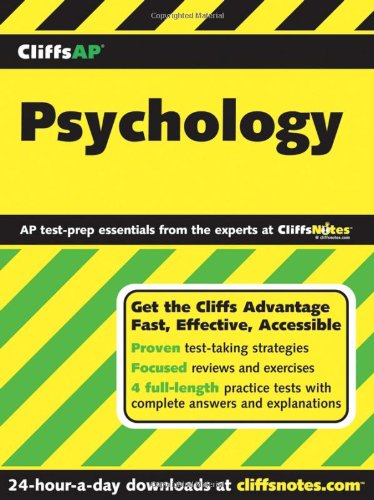 CliffsAP®
Psychology
AP test-prep essentials from the experts at CliffsNotes™
@ cliffsnotes.com
Get the Cliffs Advantage
Fast, Effective, Accessible
Proven test-taking strategies
Focused reviews and exercises
4 full-length practice tests with
complete answers and explanations
24-hour-a-day downloads at cliffsnotes.com™